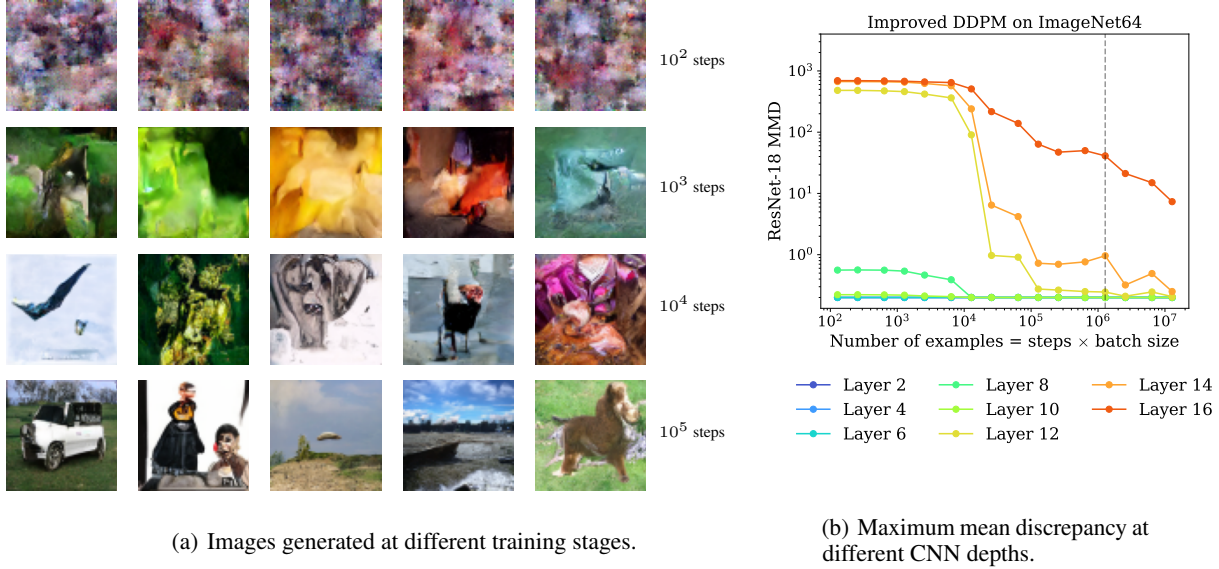 10² steps
10³ steps
10⁴ steps
10⁵ steps
(a) Images generated at different training stages.
Improved DDPM on ImageNet64
ResNet-18 MMD
10³
10²
10¹
10⁰
10² 10³ 10⁴ 10⁵ 10⁶ 10⁷
Number of examples = steps × batch size
Layer 2 Layer 8 Layer 14
Layer 4 Layer 10 Layer 16
Layer 6 Layer 12
(b) Maximum mean discrepancy at
different CNN depths.